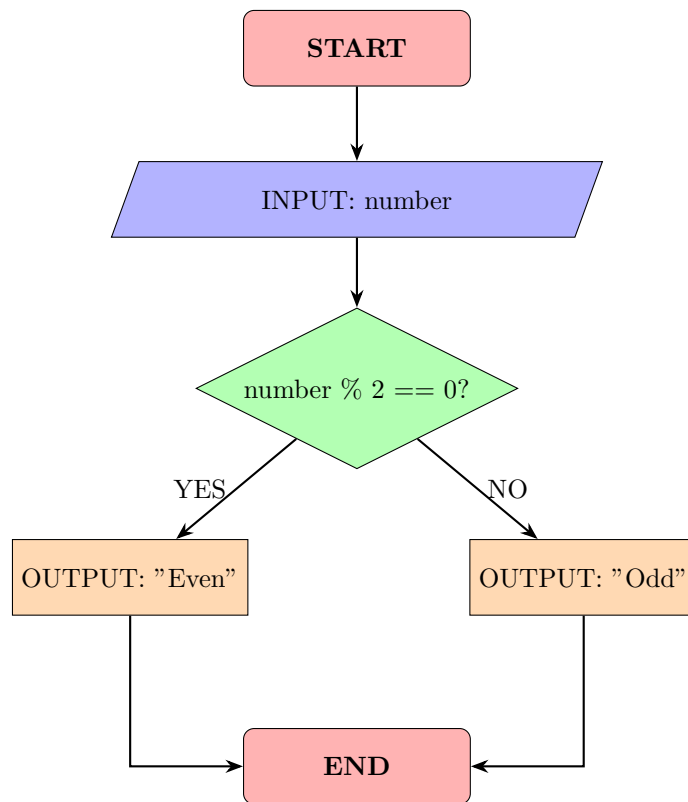 START
INPUT: number
number % 2 == 0?
YES
NO
OUTPUT: ”Even”
OUTPUT: ”Odd”
END